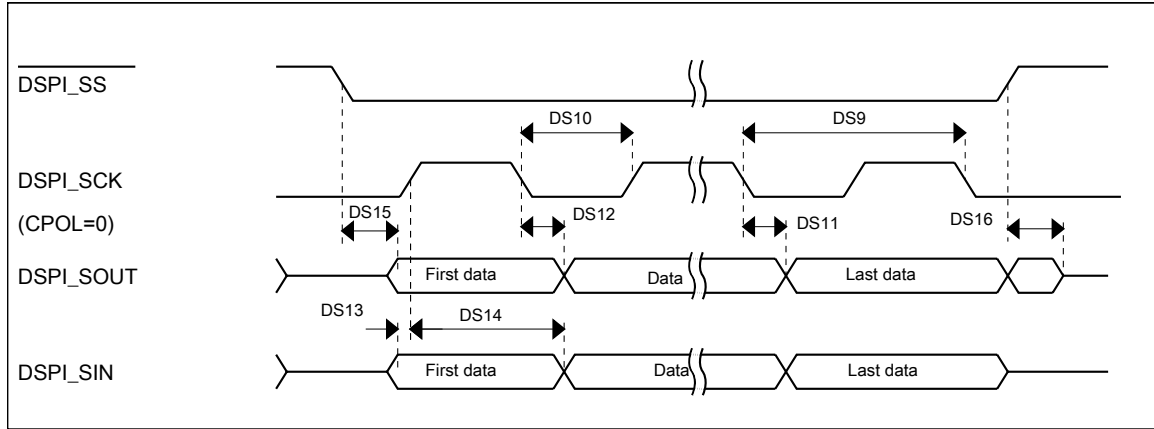 DSPI_SS
DS10
DS9
DSPI_SCK
(CPOL=0)
DS15
DS12
DS11
DS16
DSPI_SOUT
First data
Data
Last data
DS13
DS14
DSPI_SIN
First data
Data
Last data